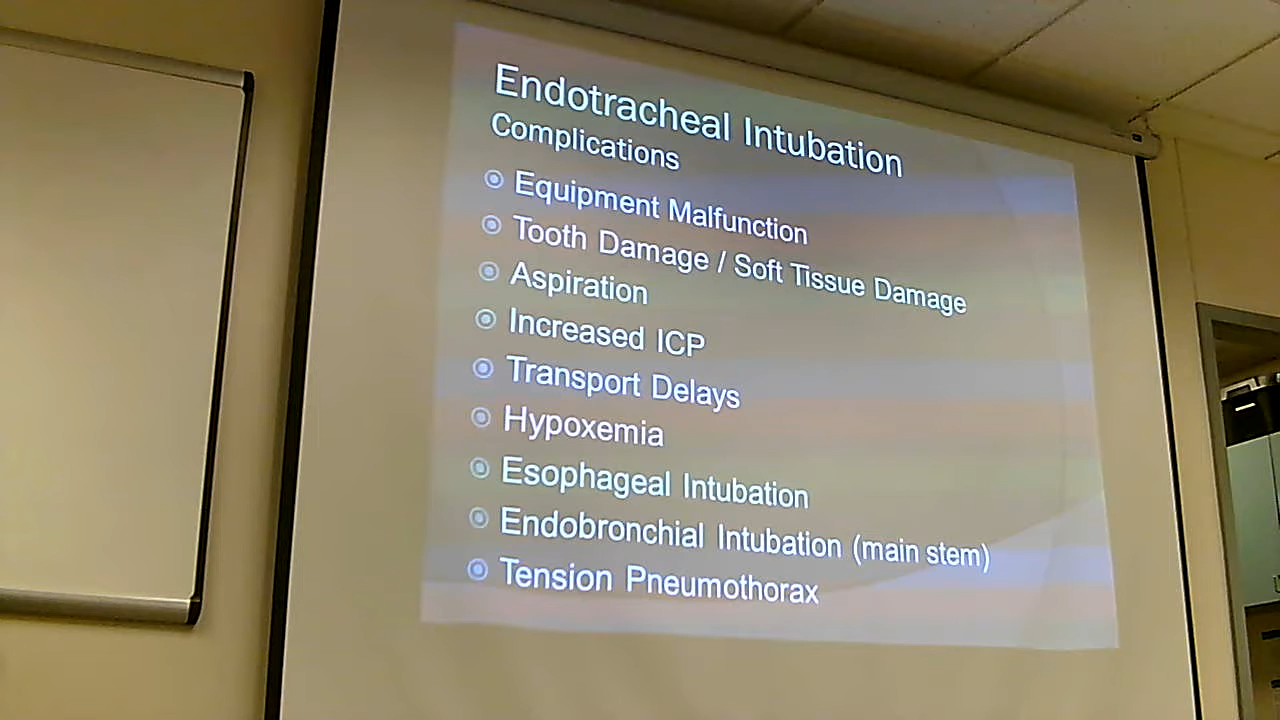 Endotracheal Intubation
Complications
Equipment Malfunction
Tooth Damage / Soft Tissue Damage
Aspiration
Increased ICP
Transport Delays
Hypoxemia
Esophageal Intubation
Endobronchial Intubation (main stem)
Tension Pneumothorax